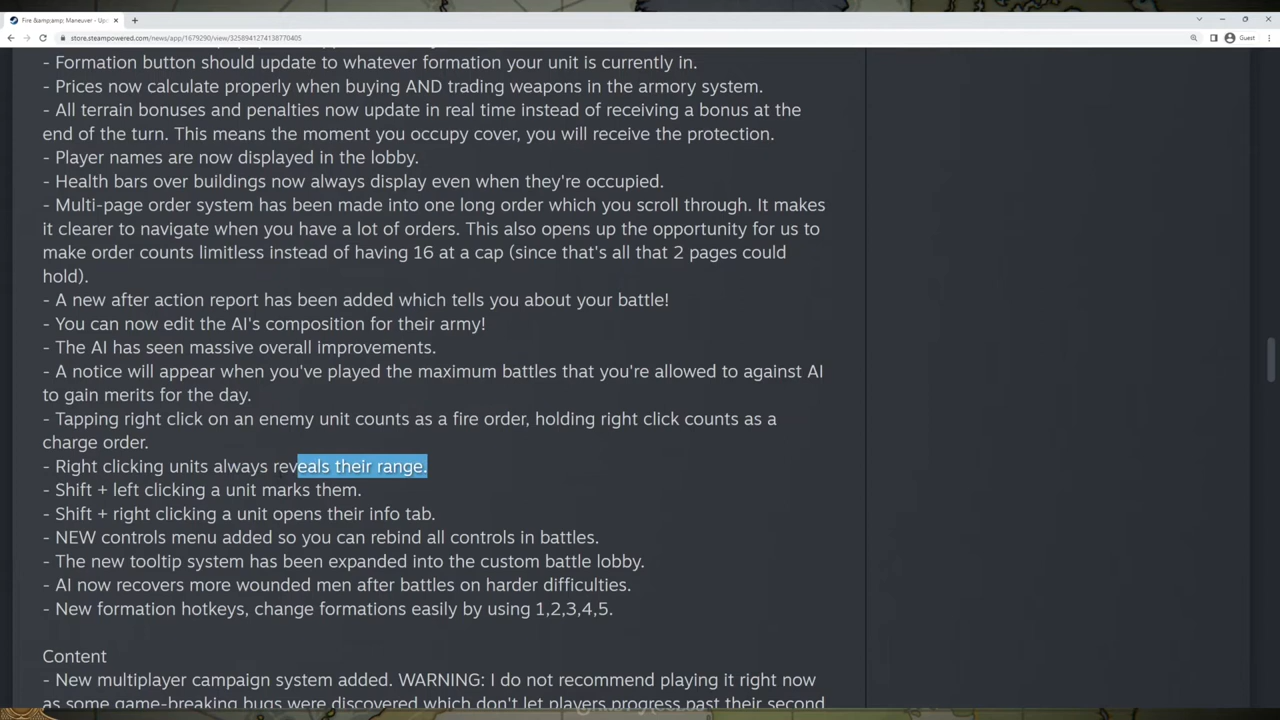 Fire &amp;amp; Maneuver - Upd
store.steampowered.com/news/app/1679290/view/3258941274138770405
Guest
- Formation button should update to whatever formation your unit is currently in.
- Prices now calculate properly when buying AND trading weapons in the armory system.
- All terrain bonuses and penalties now update in real time instead of receiving a bonus at the
end of the turn. This means the moment you occupy cover, you will receive the protection.
- Player names are now displayed in the lobby.
- Health bars over buildings now always display even when they're occupied.
- Multi-page order system has been made into one long order which you scroll through. It makes
it clearer to navigate when you have a lot of orders. This also opens up the opportunity for us to
make order counts limitless instead of having 16 at a cap (since that's all that 2 pages could
hold).
- A new after action report has been added which tells you about your battle!
- You can now edit the AI's composition for their army!
- The AI has seen massive overall improvements.
- A notice will appear when you've played the maximum battles that you're allowed to against AI
to gain merits for the day.
- Tapping right click on an enemy unit counts as a fire order, holding right click counts as a
charge order.
- Right clicking units always reveals their range.
- Shift + left clicking a unit marks them.
- Shift + right clicking a unit opens their info tab.
- NEW controls menu added so you can rebind all controls in battles.
- The new tooltip system has been expanded into the custom battle lobby.
- AI now recovers more wounded men after battles on harder difficulties.
- New formation hotkeys, change formations easily by using 1,2,3,4,5.
Content
- New multiplayer campaign system added. WARNING: I do not recommend playing it right now
as some game-breaking bugs were discovered which don't let players progress past their second